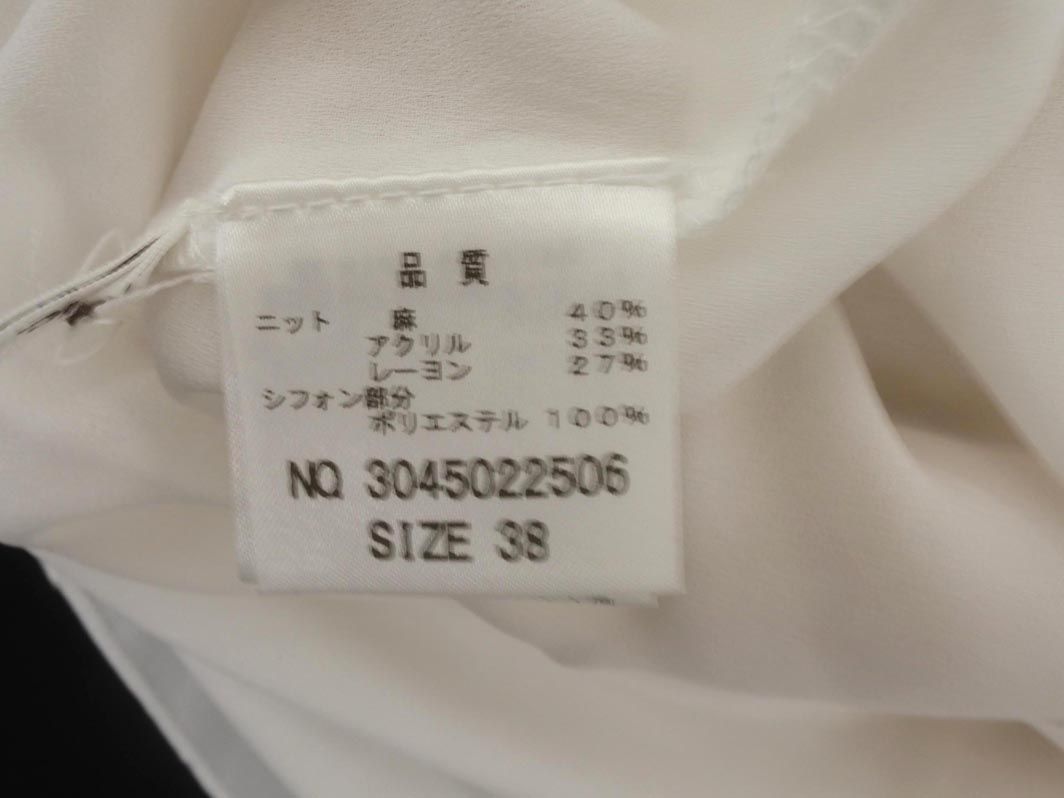 品 質
ニット 麻 40%
アクリル 33%
レーヨン 27%
シフォン部分
ポリエステル 100%
NO 3045022506
SIZE 38